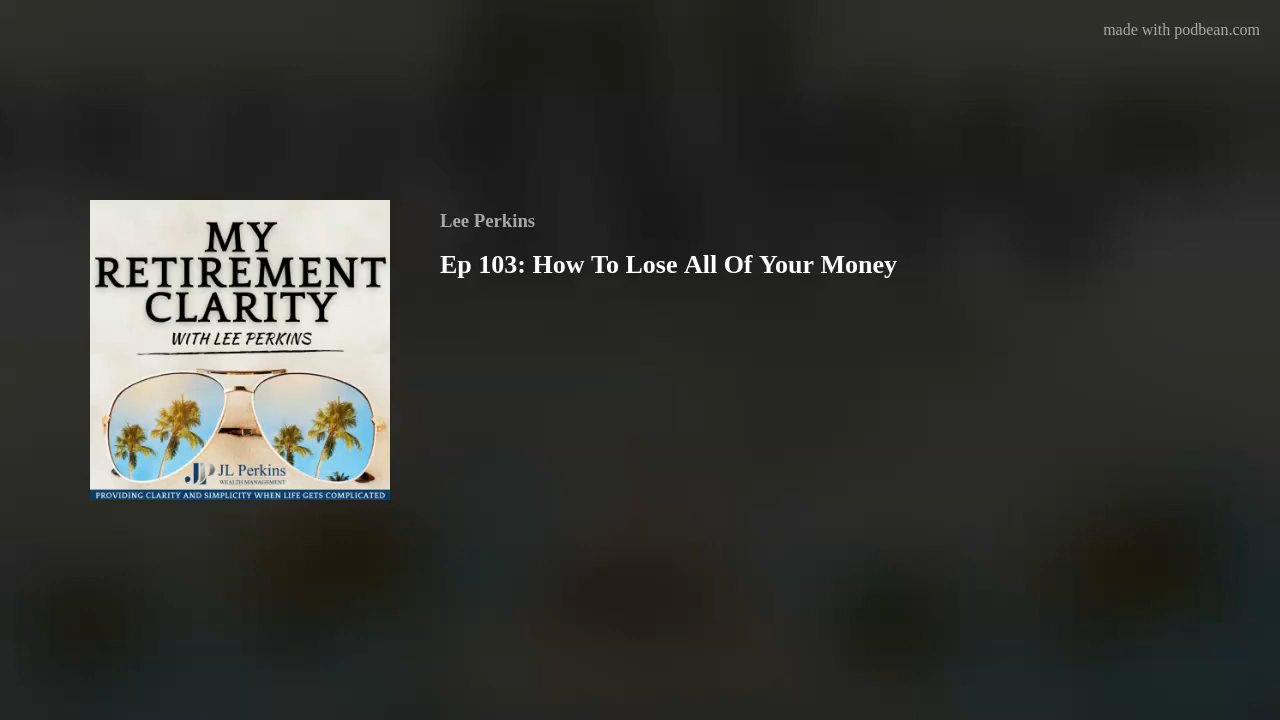 made with podbean.com
MY
RETIREMENT
CLARITY
WITH LEE PERKINS
JLP JL Perkins
WEALTH MANAGEMENT
PROVIDING CLARITY AND SIMPLICITY WHEN LIFE GETS COMPLICATED
Lee Perkins
Ep 103: How To Lose All Of Your Money